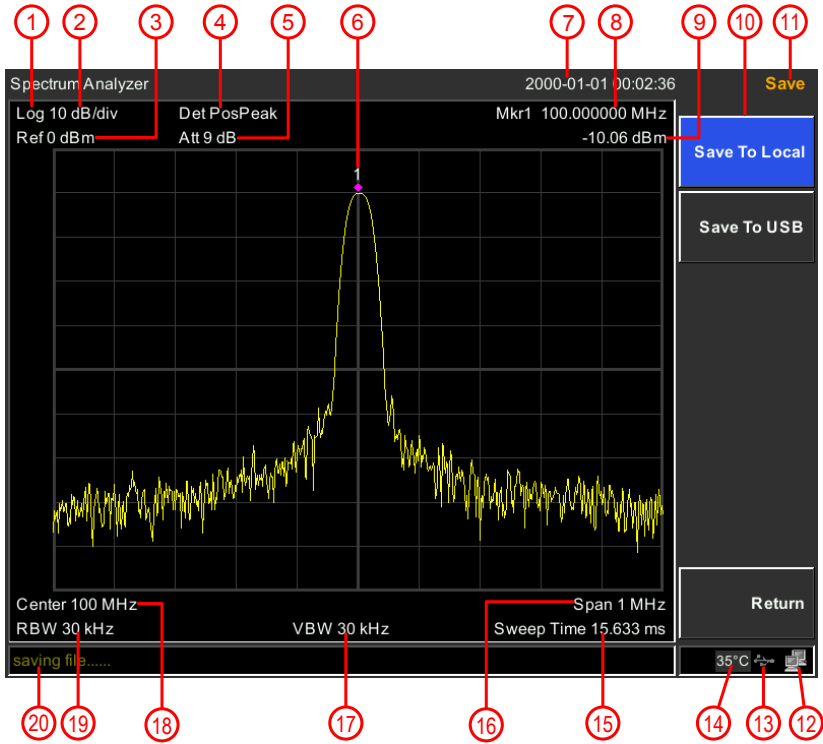 1 2 3 4 5 6 7 8 9 10 11
Spectrum Analyzer 2000-01-01 00:02:36 Save
Log 10 dB/div Det PosPeak Mkr1 100.000000 MHz
Ref 0 dBm Att 9 dB -10.06 dBm
Save To Local
1
Save To USB
Center 100 MHz Span 1 MHz Return
RBW 30 kHz VBW 30 kHz Sweep Time 15.633 ms
saving file...... 35°C
20 19 18 17 16 15 14 13 12